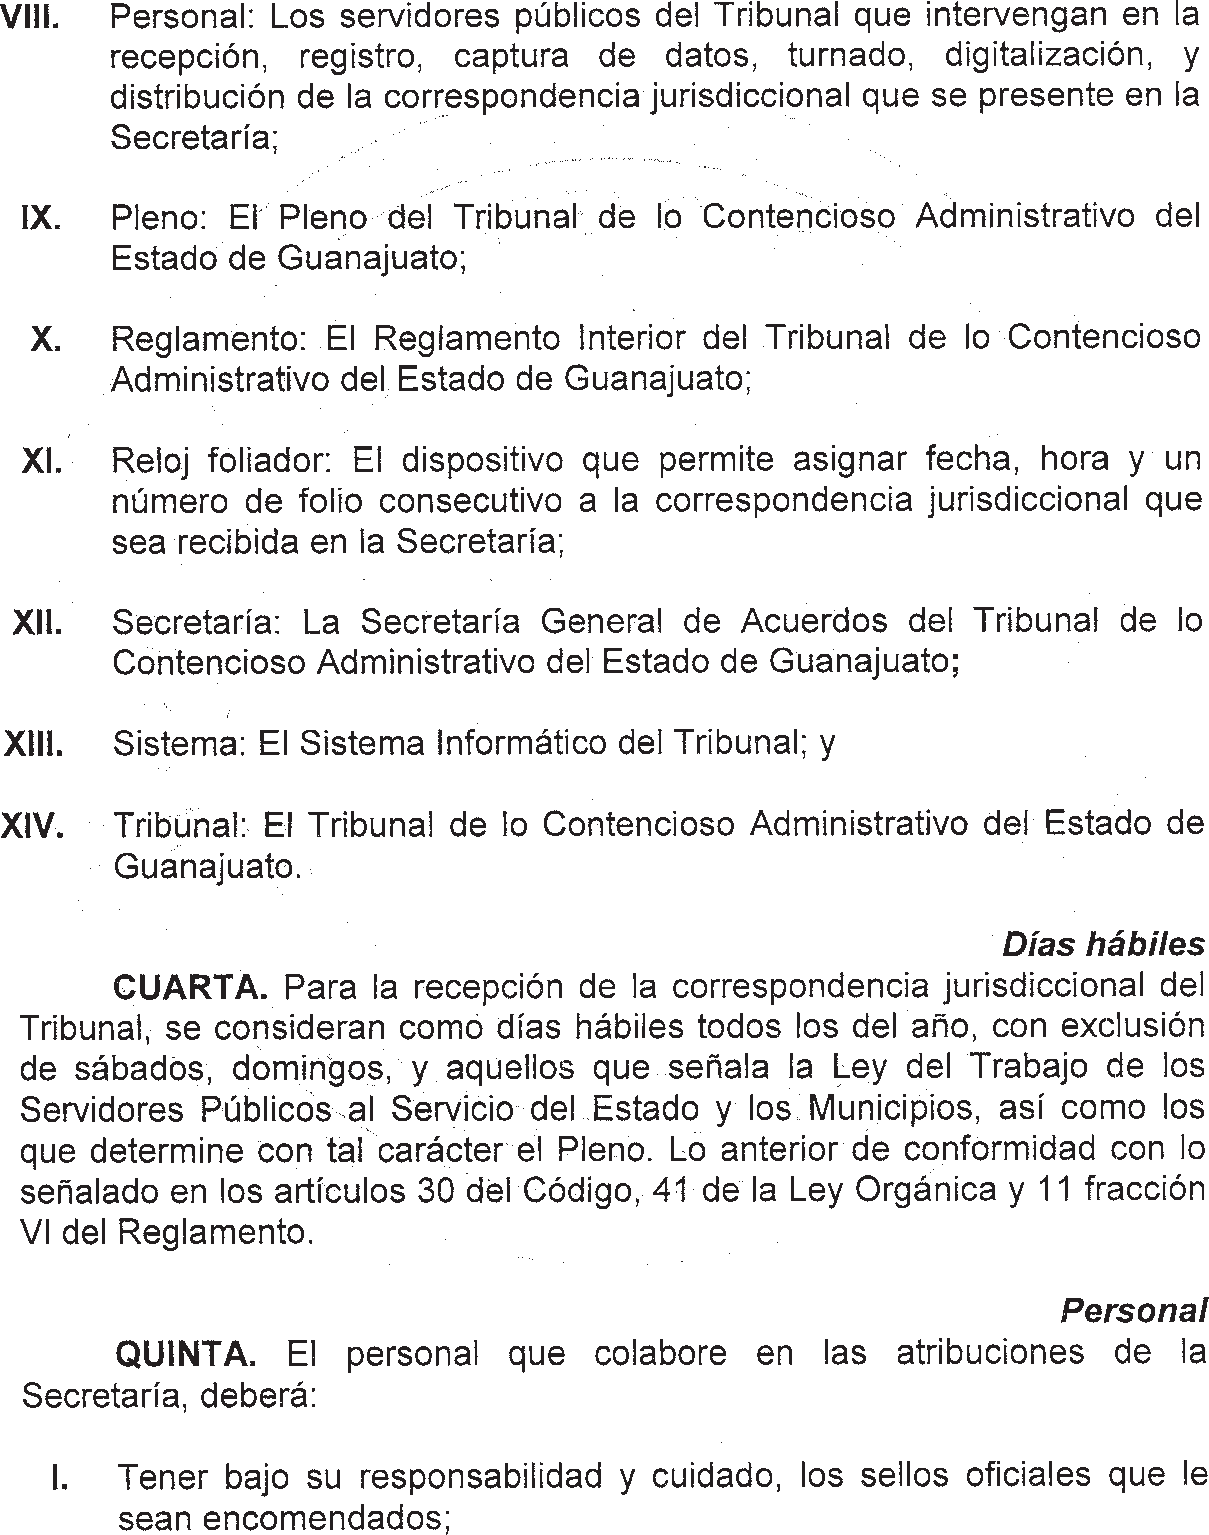 VIII. Personal: Los servidores públicos del Tribunal que intervengan en la
recepción, registro, captura de datos, turnado, digitalización, y
distribución de la correspondencia jurisdiccional que se presente en la
Secretaría;
IX. Pleno: El Pleno del Tribunal de lo Contencioso Administrativo del
Estado de Guanajuato;
X. Reglamento: El Reglamento Interior del Tribunal de lo Contencioso
Administrativo del Estado de Guanajuato;
XI. Reloj foliador: El dispositivo que permite asignar fecha, hora y un
número de folio consecutivo a la correspondencia jurisdiccional que
sea recibida en la Secretaría;
XII. Secretaría: La Secretaría General de Acuerdos del Tribunal de lo
Contencioso Administrativo del Estado de Guanajuato;
XIII. Sistema: El Sistema Informático del Tribunal; y
XIV. Tribunal: El Tribunal de lo Contencioso Administrativo del Estado de
Guanajuato.
Días hábiles
CUARTA. Para la recepción de la correspondencia jurisdiccional del
Tribunal, se consideran como días hábiles todos los del año, con exclusión
de sábados, domingos, y aquellos que señala la Ley del Trabajo de los
Servidores Públicos al Servicio del Estado y los Municipios, así como los
que determine con tal carácter el Pleno. Lo anterior de conformidad con lo
señalado en los artículos 30 del Código, 41 de la Ley Orgánica y 11 fracción
VI del Reglamento.
Personal
QUINTA. El personal que colabore en las atribuciones de la
Secretaría, deberá:
I. Tener bajo su responsabilidad y cuidado, los sellos oficiales que le
sean encomendados;